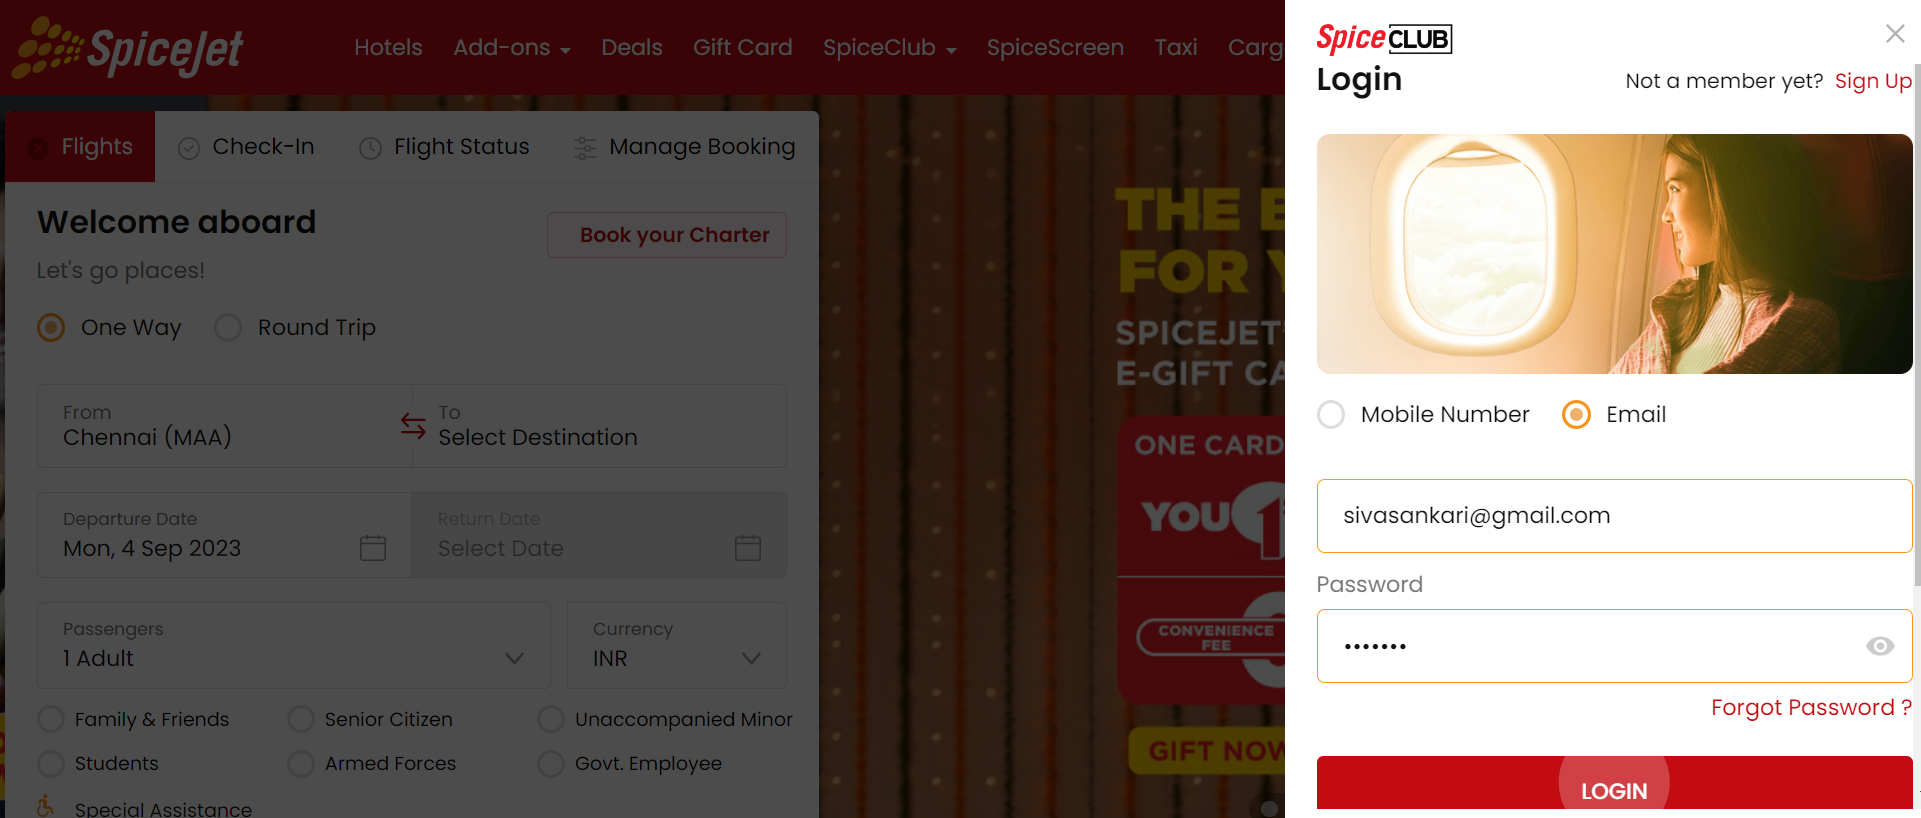 SpiceJet
Hotels Add-ons Deals Gift Card SpiceClub SpiceScreen Taxi Carg
Flights Check-In Flight Status Manage Booking
Welcome aboard
Book your Charter
Let's go places!
One Way Round Trip
From
Chennai (MAA)
To
Select Destination
Departure Date
Mon, 4 Sep 2023
Return Date
Select Date
Passengers
1 Adult
Currency
INR
Family & Friends Senior Citizen Unaccompanied Minor
Students Armed Forces Govt. Employee
Special Assistance
THE
FOR
SPICEJET'
E-GIFT CA
ONE CARD
YOU 1
CONVENIENCE
FEE
GIFT NOW
SpiceCLUB
Login
Not a member yet? Sign Up
Mobile Number Email
sivasankari@gmail.com
Password
•••••••
Forgot Password ?
LOGIN